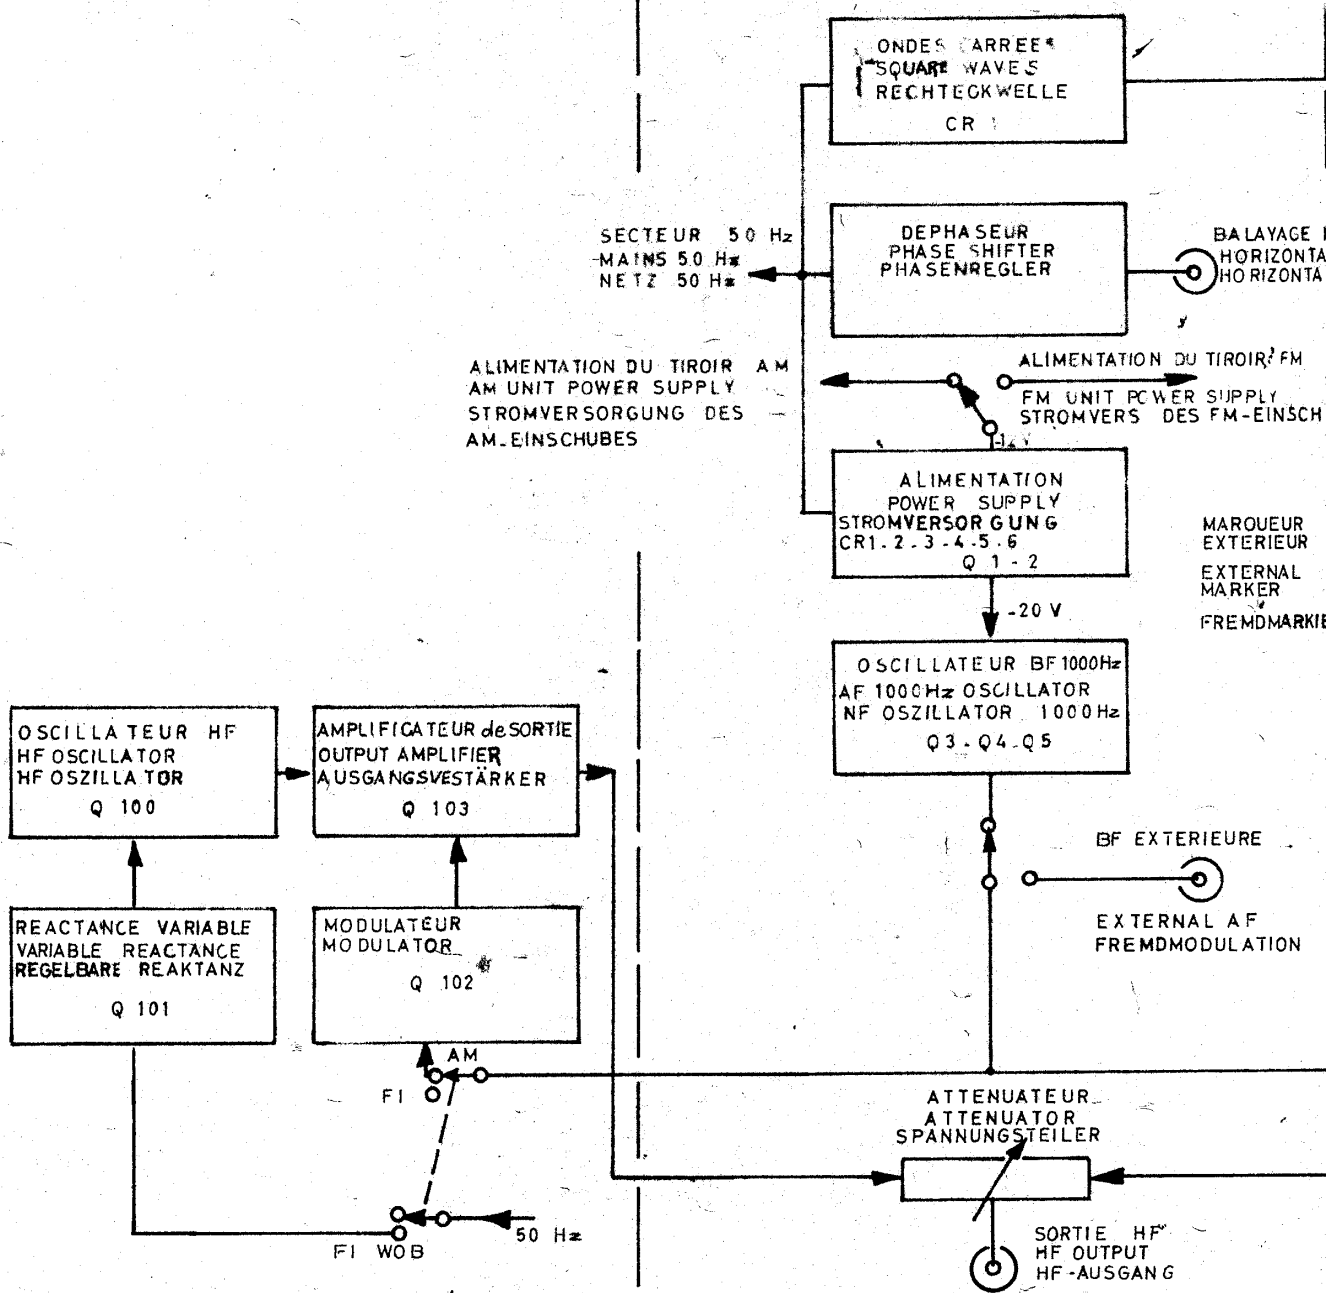 ONDES CARREE
SQUARE WAVES
RECHTECKWELLE
CR 1
SECTEUR 50 Hz
MAINS 50 Hz
NETZ 50 Hz
DEPHASEUR
PHASE SHIFTER
PHASENREGLER
BALAYAGE
HORIZONTA
HORIZONTA
ALIMENTATION DU TIROIR AM
AM UNIT POWER SUPPLY
STROMVERSORGUNG DES
AM-EINSCHUBES
ALIMENTATION DU TIROIR FM
FM UNIT POWER SUPPLY
STROMVERS DES FM-EINSCH
ALIMENTATION
POWER SUPPLY
STROMVERSORGUNG
CR1-2-3-4-5-6
Q 1-2
MARQUEUR
EXTERIEUR
EXTERNAL
MARKER
FREMDMARKIE
-20 V
OSCILLATEUR BF 1000Hz
AF 1000Hz OSCILLATOR
NF OSZILLATOR 1000Hz
Q3-Q4-Q5
OSCILLATEUR HF
HF OSCILLATOR
HF OSZILLATOR
Q 100
AMPLIFICATEUR de SORTIE
OUTPUT AMPLIFIER
AUSGANGSVESTÄRKER
Q 103
BF EXTERIEURE
EXTERNAL AF
FREMDMODULATION
REACTANCE VARIABLE
VARIABLE REACTANCE
REGELBARE REAKTANZ
Q 101
MODULATEUR
MODULATOR
Q 102
AM
FI
ATTENUATEUR
ATTENUATOR
SPANNUNGSTEILER
50 Hz
FI WOB
SORTIE HF
HF OUTPUT
HF-AUSGANG